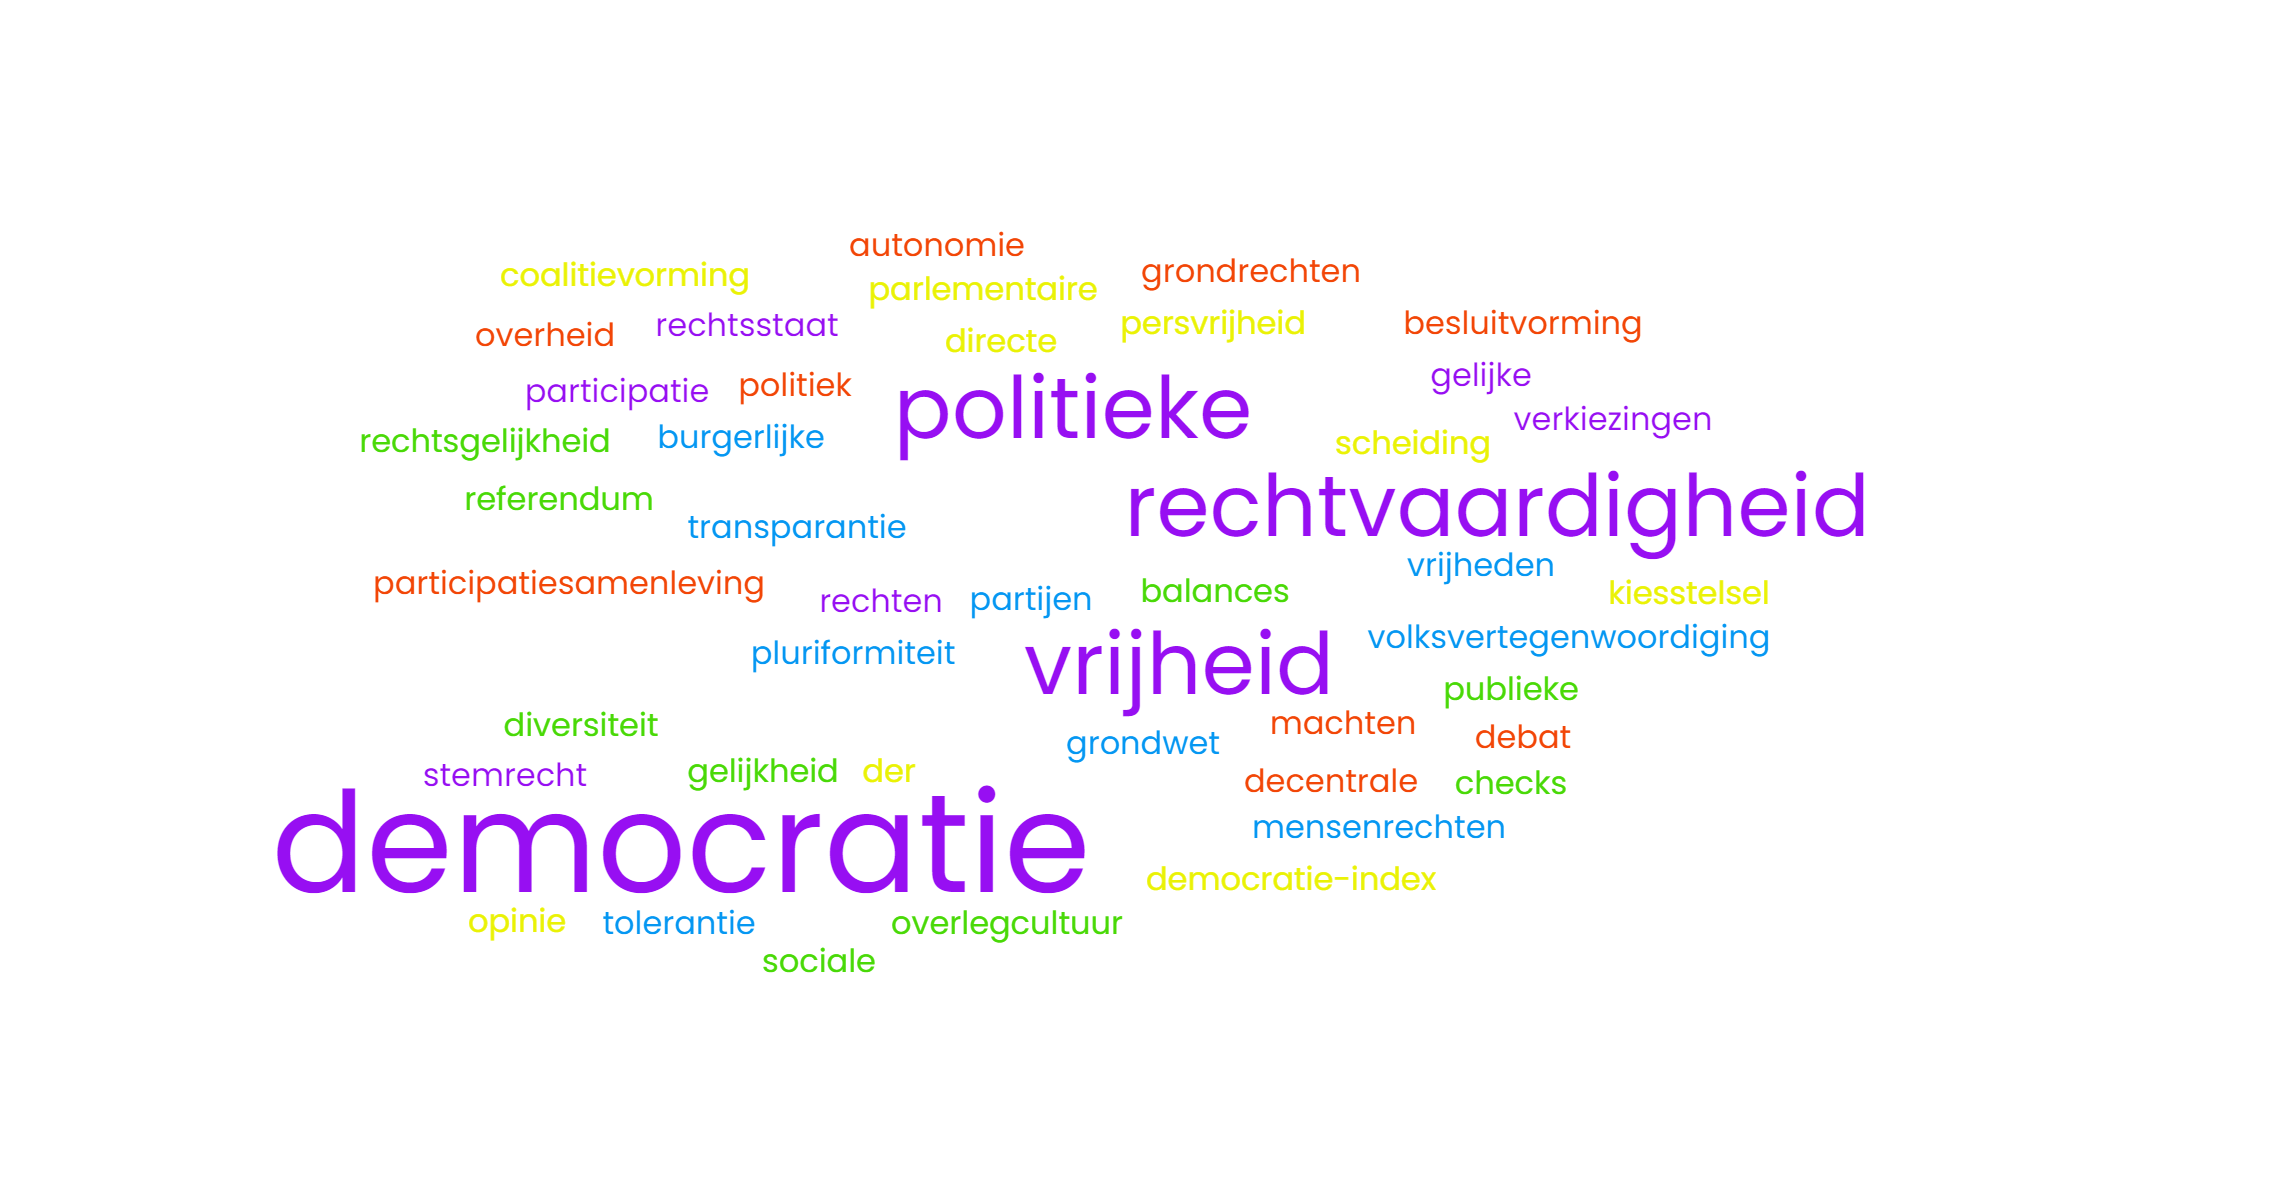 autonomie
coalitievorming
grondrechten
parlementaire
overheid
rechtsstaat
directe
persvrijheid
besluitvorming
participatie
politiek
politieke
gelijke
verkiezingen
rechtsgelijkheid
burgerlijke
scheiding
referendum
transparantie
rechtvaardigheid
vrijheden
participatiesamenleving
rechten
partijen
balances
kiesstelsel
pluriformiteit
vrijheid
volksvertegenwoordiging
publieke
diversiteit
grondwet
machten
debat
stemrecht
gelijkheid
der
decentrale
checks
democratie
mensenrechten
democratie-index
opinie
tolerantie
overlegcultuur
sociale